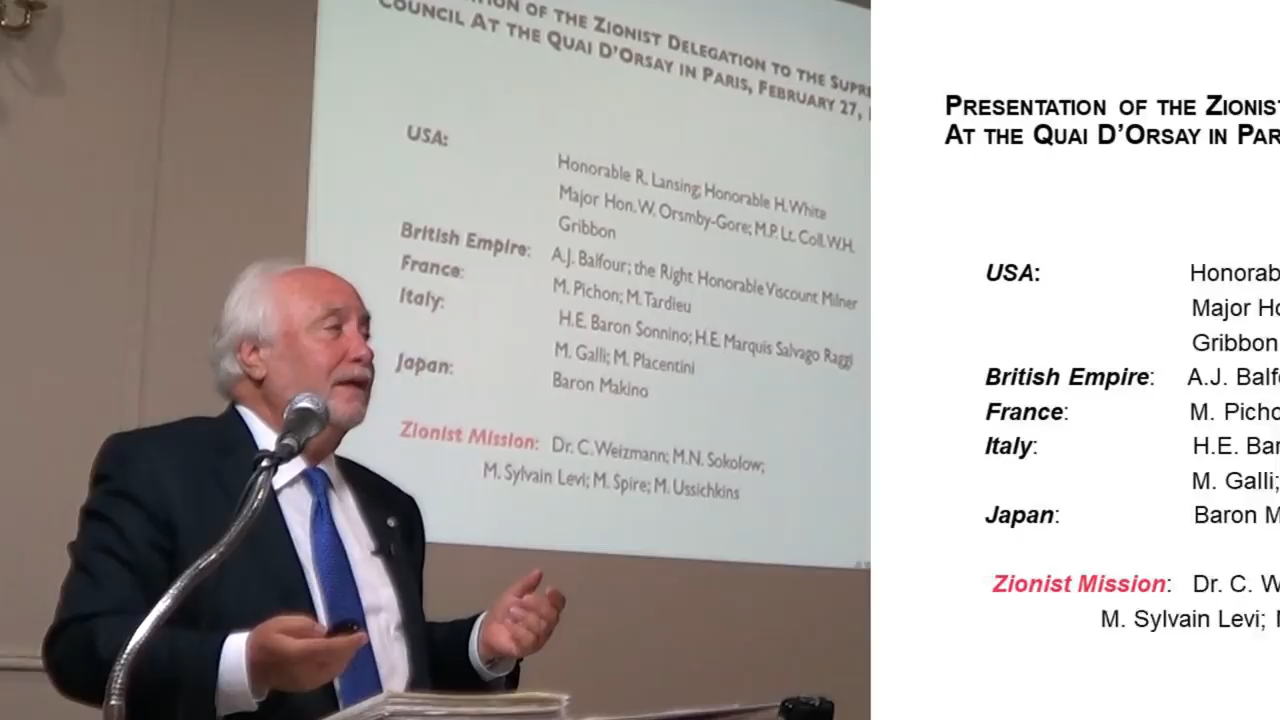 ION OF THE ZIONIST DELEGATION TO THE SUPRE
COUNCIL AT THE QUAI D'ORSAY IN PARIS, FEBRUARY 27,
USA:
Honorable R. Lansing; Honorable H. White
Major Hon. W. Orsmby-Gore; M.P. Lt. Coll. W.H.
Gribbon
British Empire: A.J. Balfour; the Right Honorable Viscount Milner
France: M. Pichon; M. Tardieu
Italy: H.E. Baron Sonnino; H.E. Marquis Salvago Raggi
M. Galli; M. Placentini
Japan: Baron Makino
Zionist Mission: Dr. C. Weizmann; M.N. Sokolow;
M. Sylvain Levi; M. Spire; M. Ussichkins
PRESENTATION OF THE ZIONIST
AT THE QUAI D'ORSAY IN PAR
USA: Honorab
Major Ho
Gribbon
British Empire: A.J. Balfo
France: M. Picho
Italy: H.E. Bar
M. Galli;
Japan: Baron M
Zionist Mission: Dr. C. W
M. Sylvain Levi;